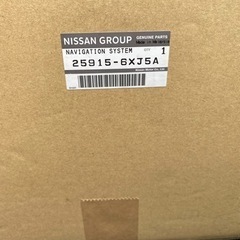 NISSAN GROUP
GENUINE PARTS
NAVIGATION SYSTEM
QTY 1
25915-6XJ5A